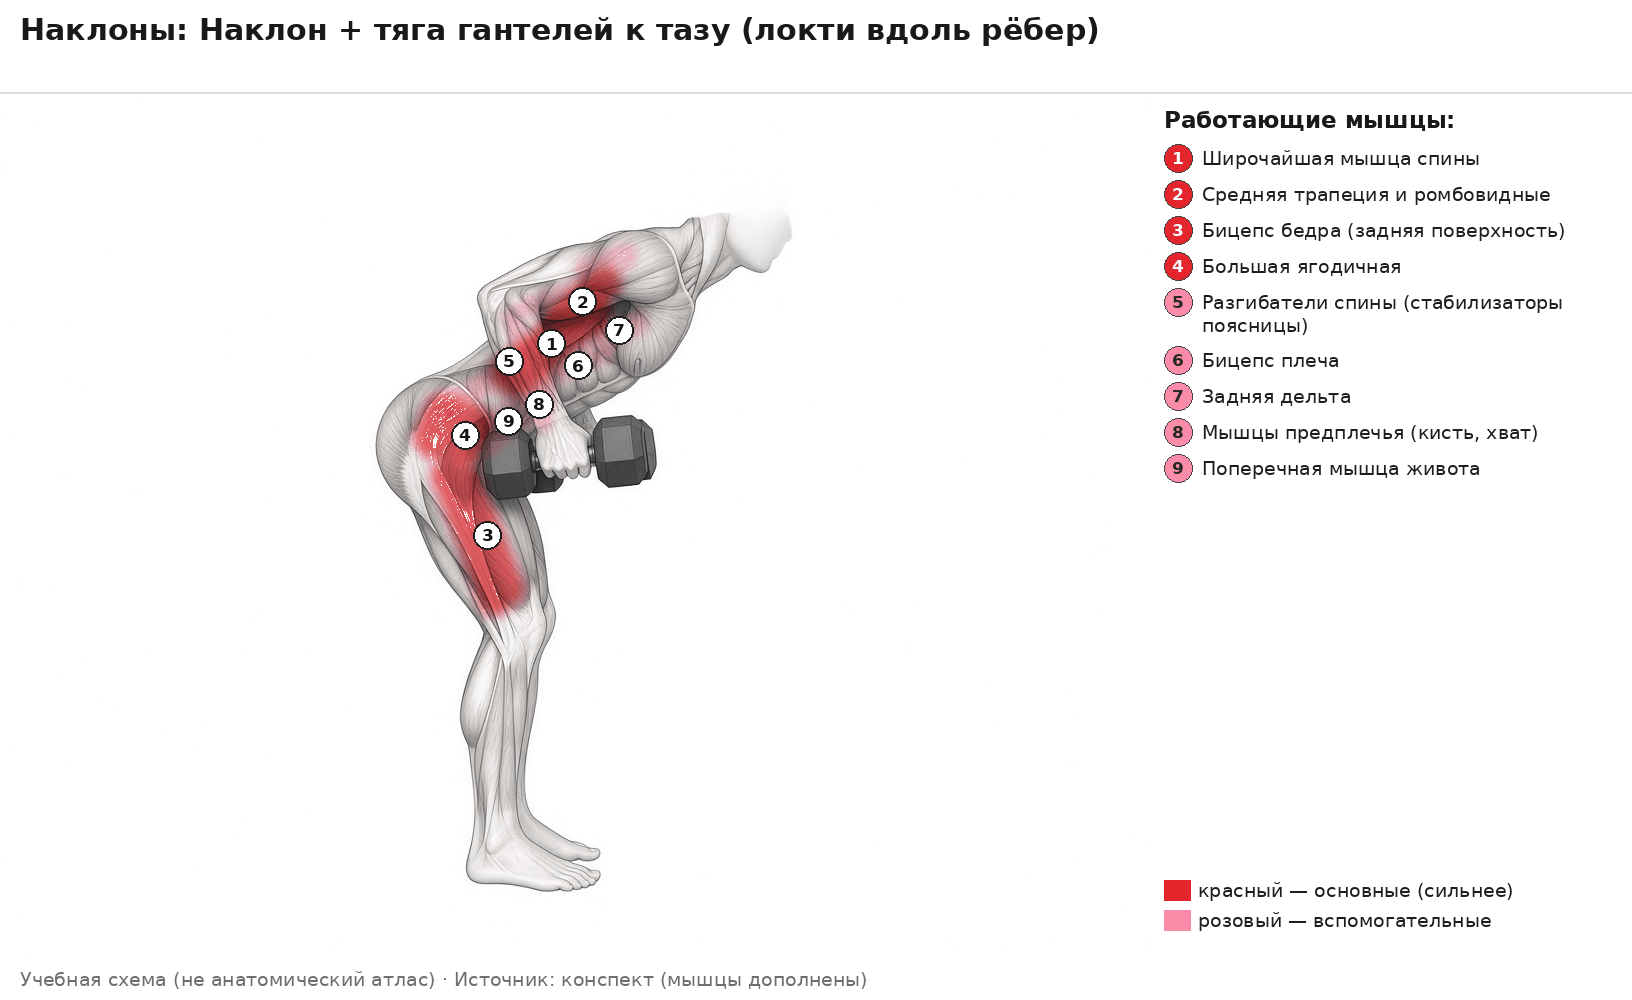 Наклоны: Наклон + тяга гантелей к тазу (локти вдоль рёбер)
Работающие мышцы:
1 Широчайшая мышца спины
2 Средняя трапеция и ромбовидные
3 Бицепс бедра (задняя поверхность)
4 Большая ягодичная
5 Разгибатели спины (стабилизаторы
поясницы)
6 Бицепс плеча
7 Задняя дельта
8 Мышцы предплечья (кисть, хват)
9 Поперечная мышца живота
2
7
1
5
6
8
9
4
3
красный — основные (сильнее)
розовый — вспомогательные
Учебная схема (не анатомический атлас) · Источник: конспект (мышцы дополнены)